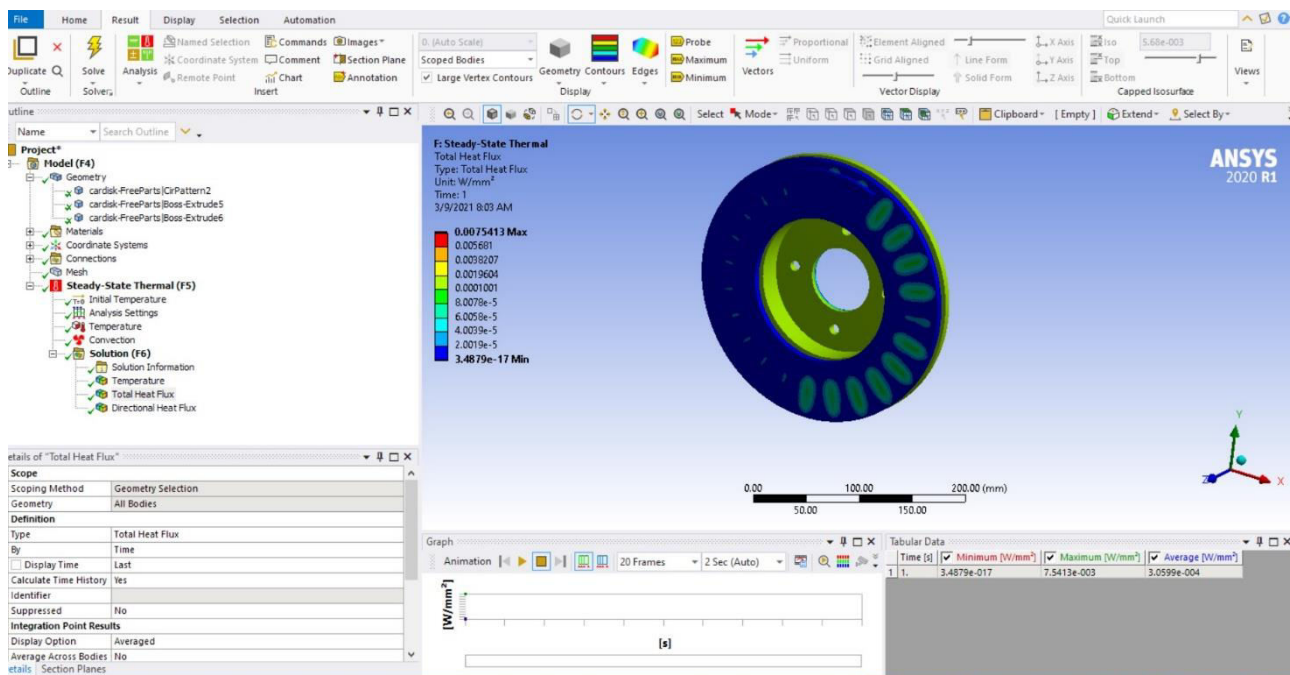 File Home Result Display Selection Automation Quick Launch
Duplicate Q Solve Analysis Named Selection Coordinate System Remote Point Commands Comment Chart Images Section Plane Annotation
0. (Auto Scale) Scoped Bodies Large Vertex Contours Geometry Contours Edges Probe Maximum Minimum
Vectors Proportional Uniform Element Aligned Grid Aligned Line Form Solid Form X Axis Y Axis Z Axis Iso Top Bottom 5.68e-003 Views
Outline Solver Insert Display Vector Display Capped Isosurface
Outline
Name Search Outline
Select Mode Clipboard [Empty] Extend Select By
Project*
Model (F4)
Geometry
cardisk-FreeParts|CirPattern2
cardisk-FreeParts|Boss-Extrude5
cardisk-FreeParts|Boss-Extrude6
Materials
Coordinate Systems
Connections
Mesh
Steady-State Thermal (F5)
T=0 Initial Temperature
Analysis Settings
Temperature
Convection
Solution (F6)
Solution Information
Temperature
Total Heat Flux
Directional Heat Flux
F: Steady-State Thermal
Total Heat Flux
Type: Total Heat Flux
Unit: W/mm²
Time: 1
3/9/2021 8:03 AM
0.0075413 Max
0.005681
0.0038207
0.0019604
0.0001001
8.0078e-5
6.0058e-5
4.0039e-5
2.0019e-5
3.4879e-17 Min
ANSYS
2020 R1
0.00 100.00 200.00 (mm)
50.00 150.00
Y
Z X
etails of "Total Heat Flux"
Scope
Scoping Method Geometry Selection
Geometry All Bodies
Definition
Type Total Heat Flux
By Time
Display Time Last
Calculate Time History Yes
Identifier
Suppressed No
Integration Point Results
Display Option Averaged
Average Across Bodies No
etails Section Planes
Graph
Animation 20 Frames 2 Sec (Auto)
[W/mm²]
[s]
Tabular Data
Time [s] Minimum [W/mm²] Maximum [W/mm²] Average [W/mm²]
1 1. 3.4879e-017 7.5413e-003 3.0599e-004